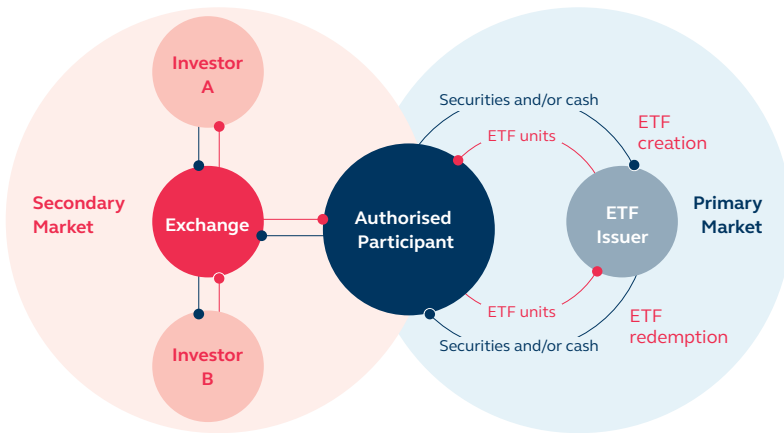 Investor
A
Securities and/or cash
ETF units
ETF
creation
Secondary
Market
Exchange
Authorised
Participant
ETF
Issuer
Primary
Market
ETF units
ETF
redemption
Securities and/or cash
Investor
B